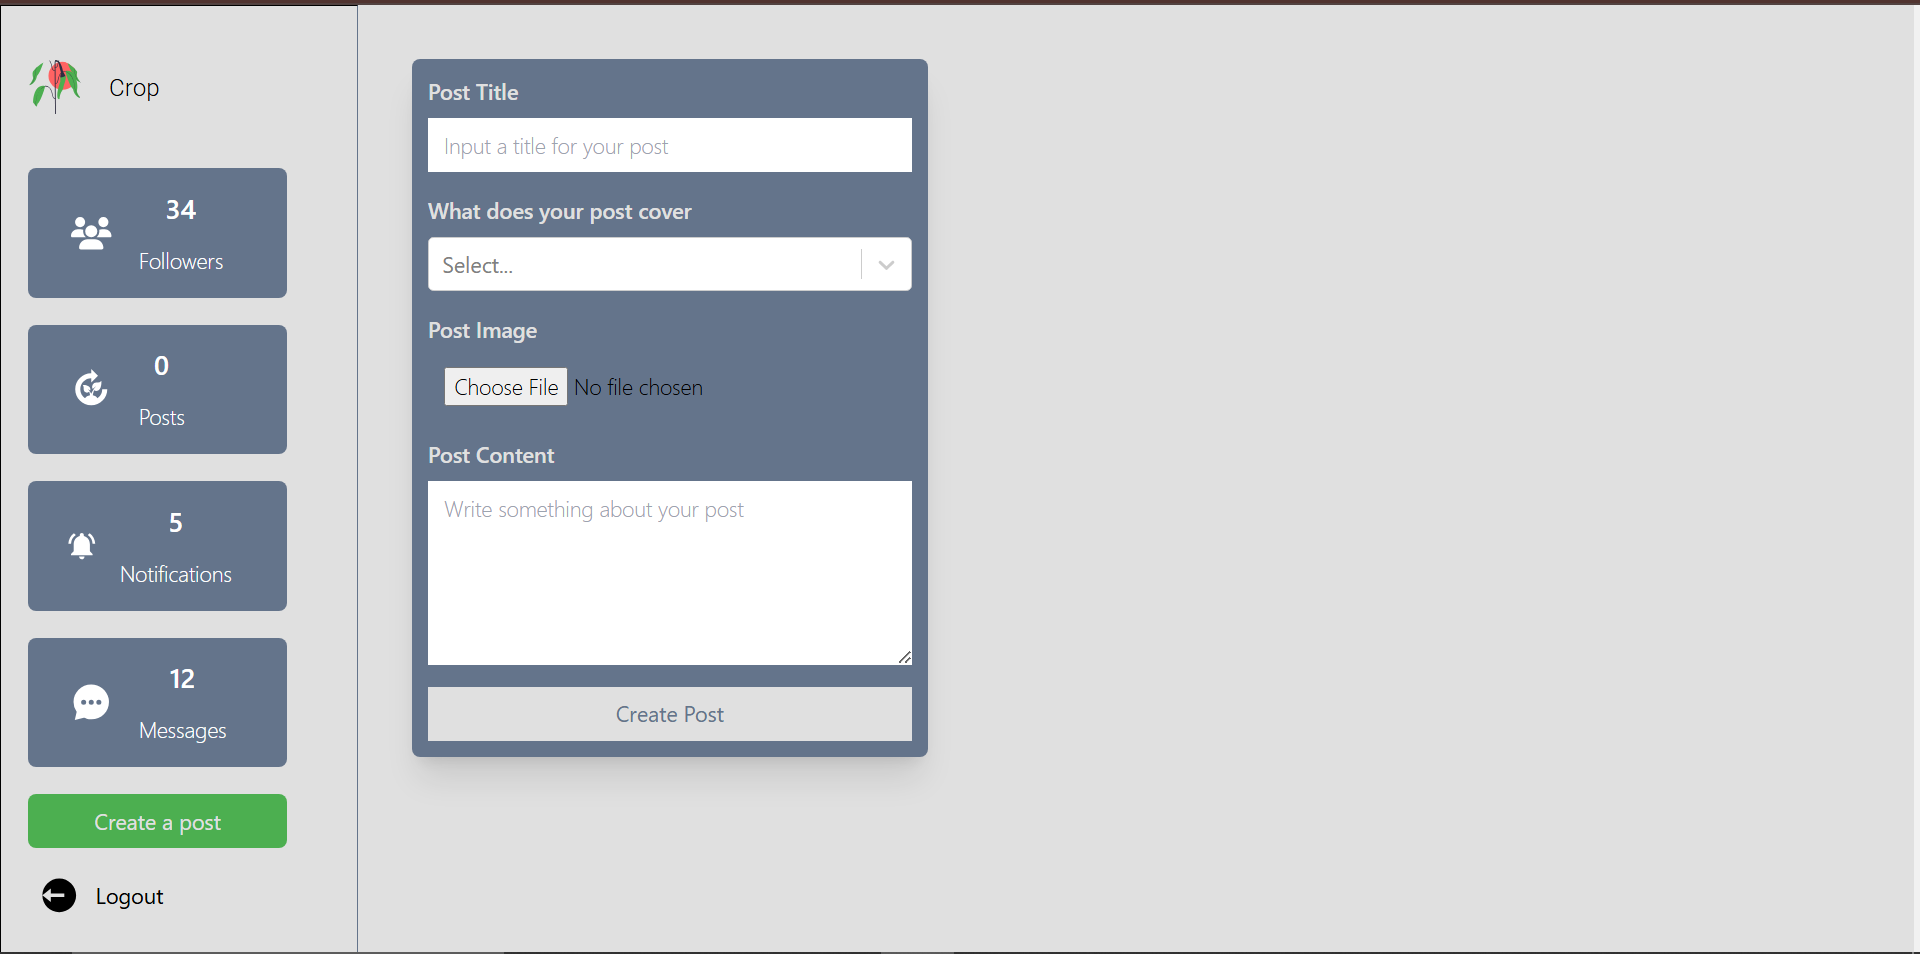 Crop
34
Followers
0
Posts
5
Notifications
12
Messages
Create a post
Logout
Post Title
Input a title for your post
What does your post cover
Select...
Post Image
Choose File No file chosen
Post Content
Write something about your post
Create Post